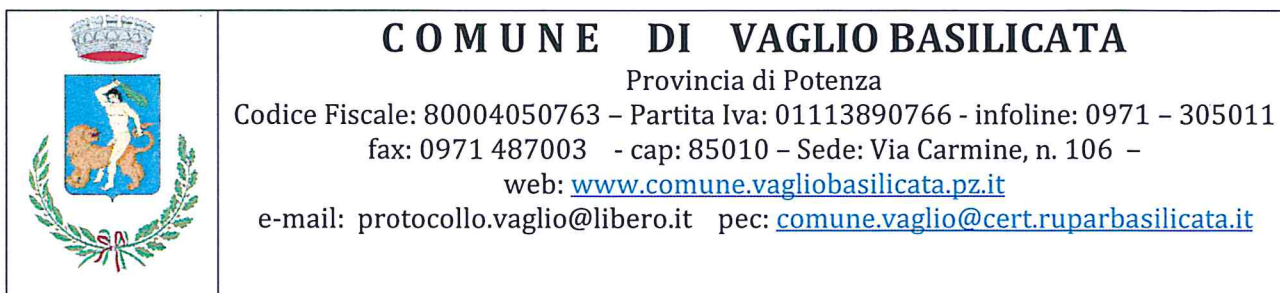 COMUNE DI VAGLIO BASILICATA
Provincia di Potenza
Codice Fiscale: 80004050763 – Partita Iva: 01113890766 - infoline: 0971 – 305011
fax: 0971 487003 - cap: 85010 – Sede: Via Carmine, n. 106 –
web: www.comune.vagliobasilicata.pz.it
e-mail: protocollo.vaglio@libero.it pec: comune.vaglio@cert.ruparbasilicata.it